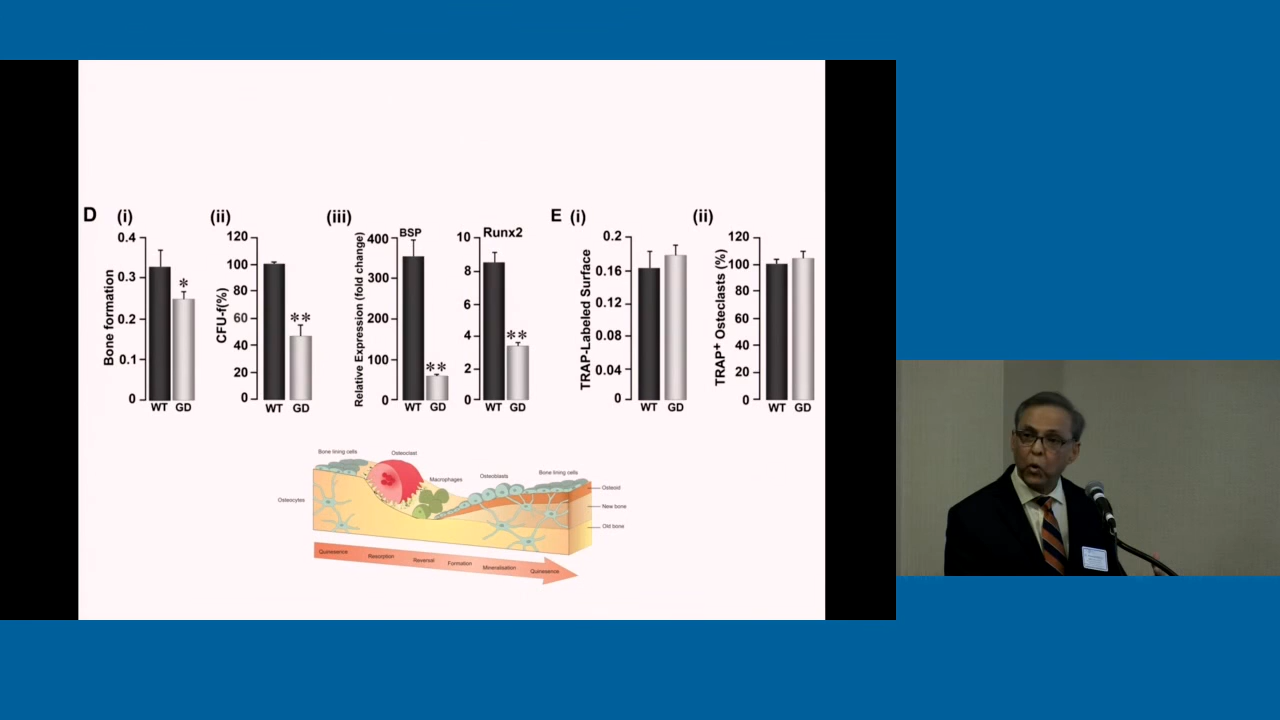 D (i) (ii) (iii) E (i) (ii)
Bone formation
0.4
0.3
0.2
0.1
0
*
WT GD
CFU-f(%)
120
100
80
60
40
20
0
**
WT GD
Relative Expression (fold change)
BSP
400
300
200
100
0
**
WT GD
Runx2
10
8
6
4
2
0
**
WT GD
TRAP-Labeled Surface
0.2
0.16
0.12
0.08
0.04
0
WT GD
TRAP+ Osteclasts (%)
120
100
80
60
40
20
0
WT GD
Bone lining cells
Osteoclast
Macrophages
Osteoblasts
Bone lining cells
Osteocytes
Osteoid
New bone
Old bone
Quinesence
Resorption
Reversal
Formation
Mineralisation
Quinesence